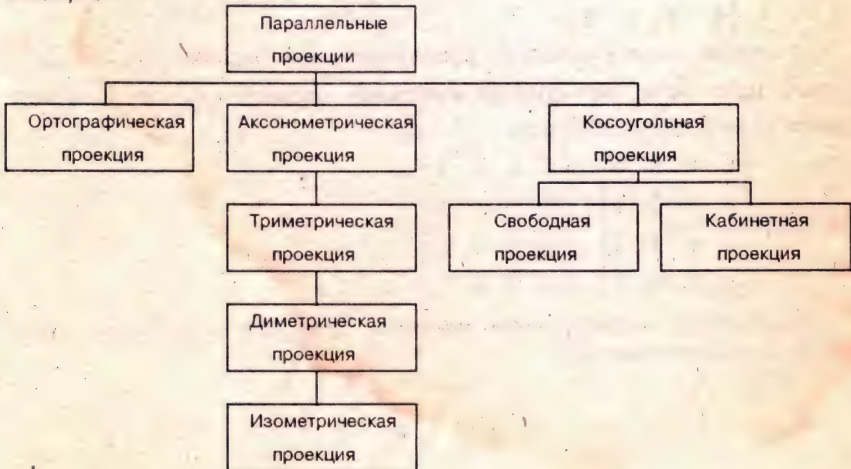 Параллельные
проекции
Ортографическая
проекция
Аксонометрическая
проекция
Косоугольная
проекция
Триметрическая
проекция
Свободная
проекция
Кабинетная
проекция
Диметрическая
проекция
Изометрическая
проекция